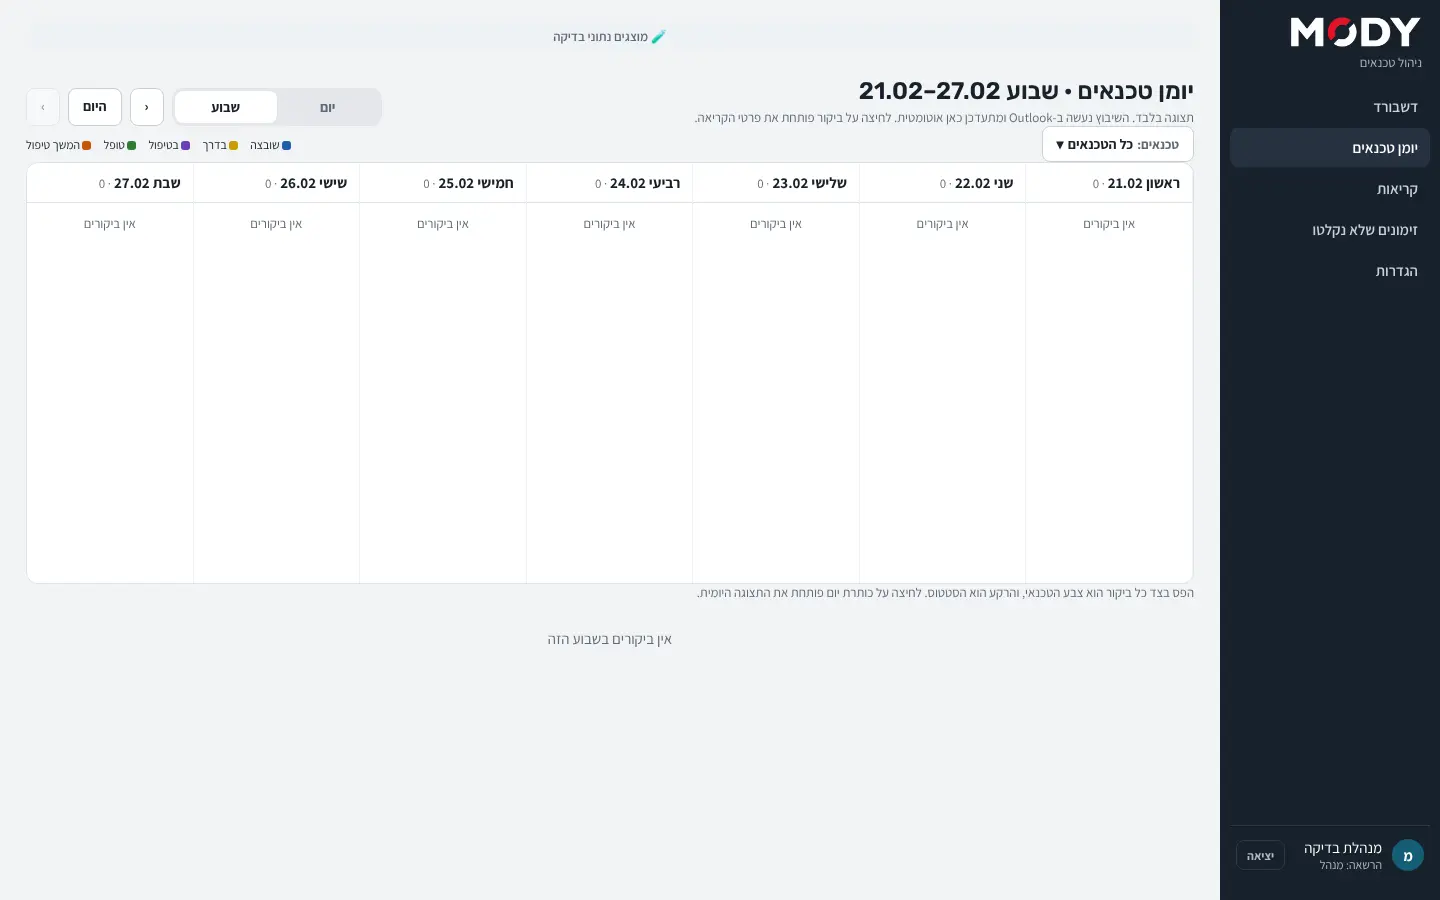 MODY
ניהול טכנאים
דשבורד
יומן טכנאים
קריאות
זימונים שלא נקלטו
הגדרות
מ
מנהלת בדיקה
הרשאה: מנהל
יציאה
🧪 מוצגים נתוני בדיקה
יומן טכנאים • שבוע 21.02–27.02
תצוגה בלבד. השיבוץ נעשה ב-Outlook ומתעדכן כאן אוטומטית. לחיצה על ביקור פותחת את פרטי הקריאה.
יום
שבוע
›
היום
‹
טכנאים: כל הטכנאים ▾
שובצה
בדרך
בטיפול
טופל
המשך טיפול
ראשון 21.02 · 0
שני 22.02 · 0
שלישי 23.02 · 0
רביעי 24.02 · 0
חמישי 25.02 · 0
שישי 26.02 · 0
שבת 27.02 · 0
אין ביקורים
אין ביקורים
אין ביקורים
אין ביקורים
אין ביקורים
אין ביקורים
אין ביקורים
הפס בצד כל ביקור הוא צבע הטכנאי, והרקע הוא הסטטוס. לחיצה על כותרת יום פותחת את התצוגה היומית.
אין ביקורים בשבוע הזה